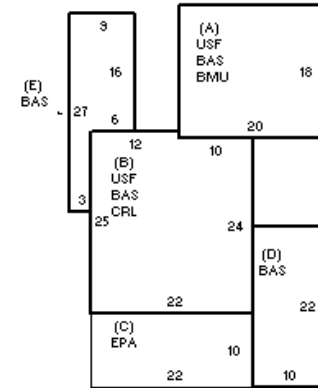 9
16
(E)
BAS
27
6
3
(A)
USF
BAS
BMU
18
20
12
10
(B)
USF
BAS
CRL
25
24
22
(D)
BAS
22
10
(C)
EPA
10
22